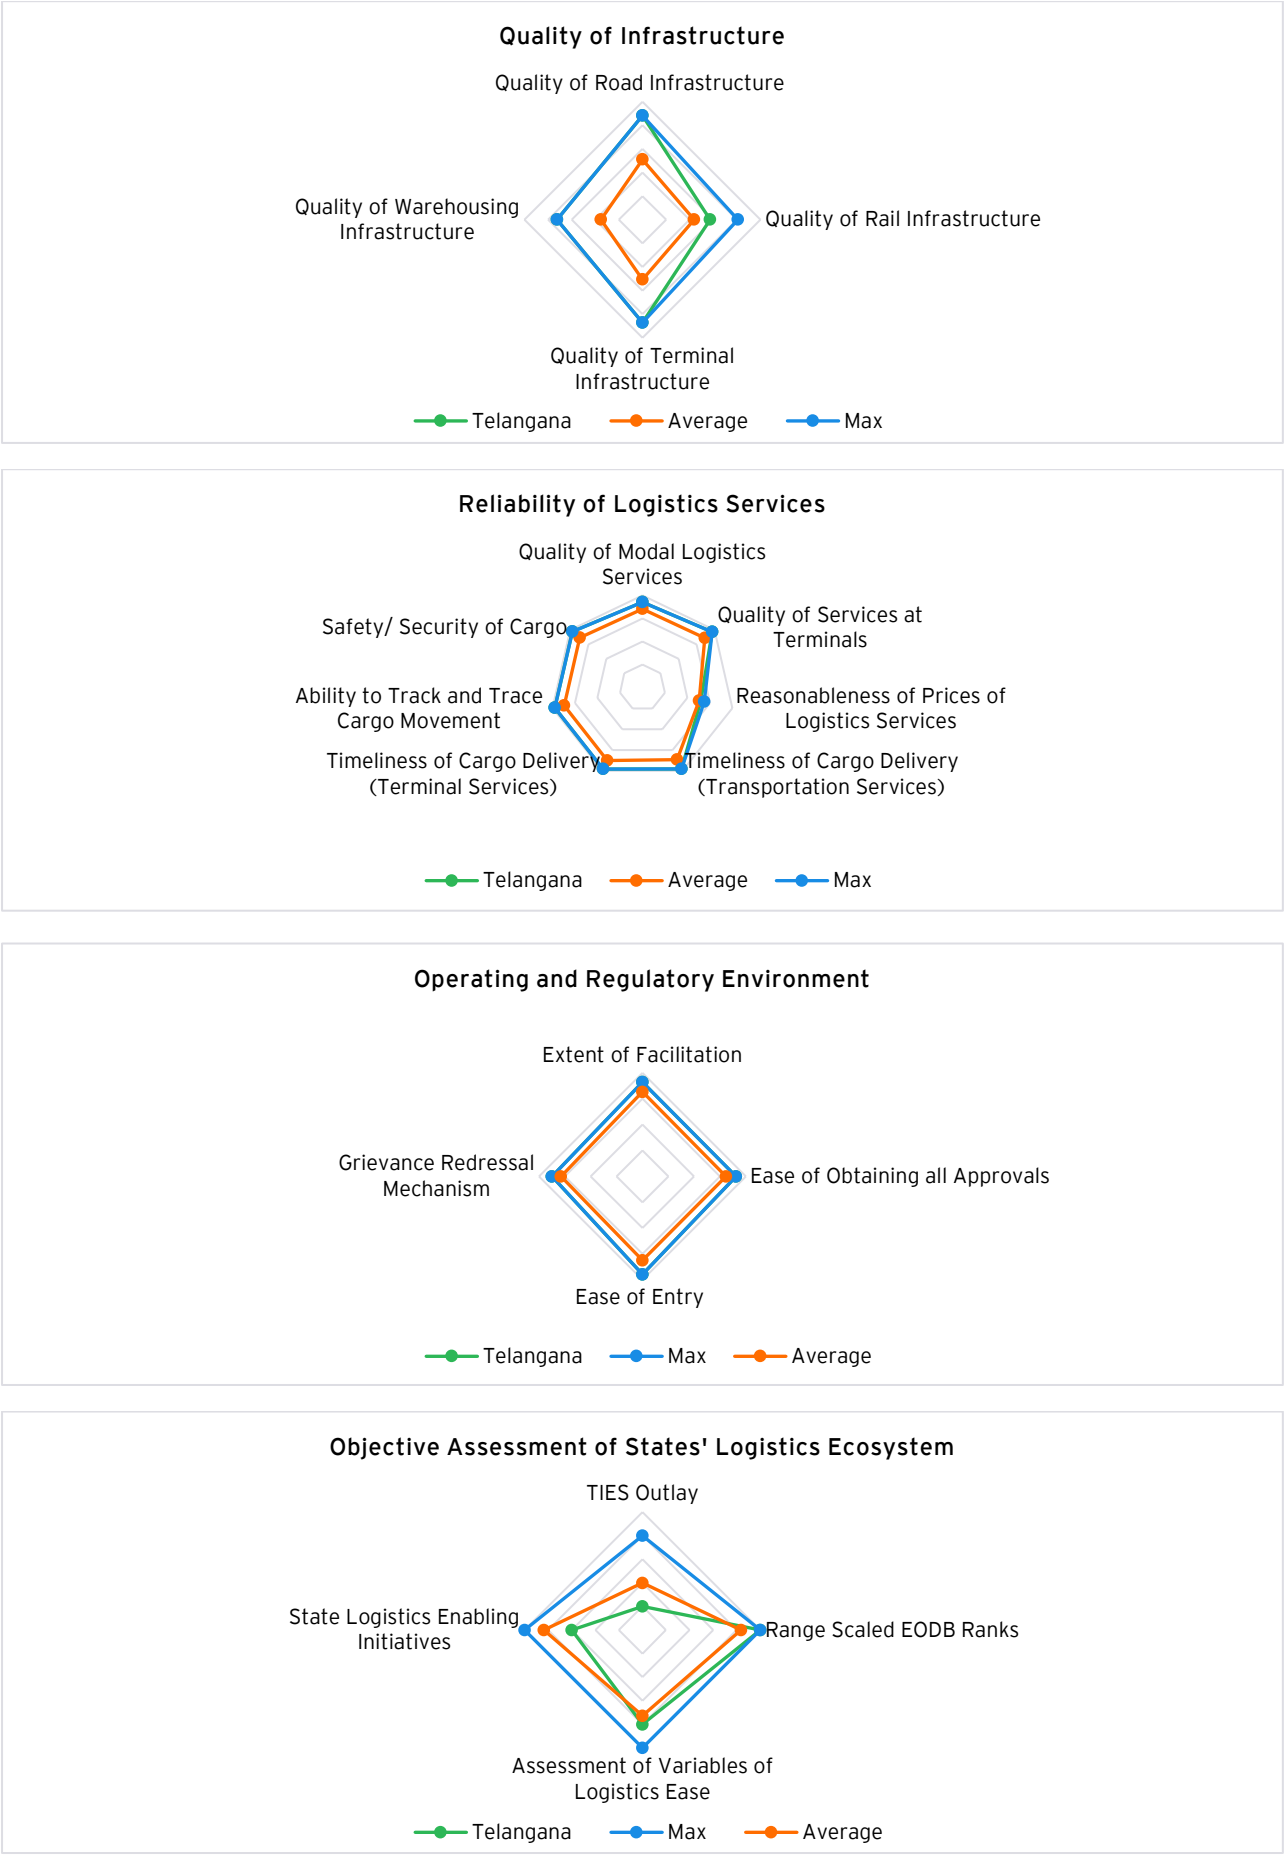 Quality of Infrastructure
Quality of Road Infrastructure
Quality of Warehousing
Infrastructure
Quality of Rail Infrastructure
Quality of Terminal
Infrastructure
Telangana Average Max
Reliability of Logistics Services
Quality of Modal Logistics
Services
Quality of Services at
Terminals
Safety/ Security of Cargo
Ability to Track and Trace
Cargo Movement
Reasonableness of Prices of
Logistics Services
Timeliness of Cargo Delivery
(Terminal Services)
Timeliness of Cargo Delivery
(Transportation Services)
Telangana Average Max
Operating and Regulatory Environment
Extent of Facilitation
Grievance Redressal
Mechanism
Ease of Obtaining all Approvals
Ease of Entry
Telangana Max Average
Objective Assessment of States' Logistics Ecosystem
TIES Outlay
State Logistics Enabling
Initiatives
Range Scaled EODB Ranks
Assessment of Variables of
Logistics Ease
Telangana Max Average